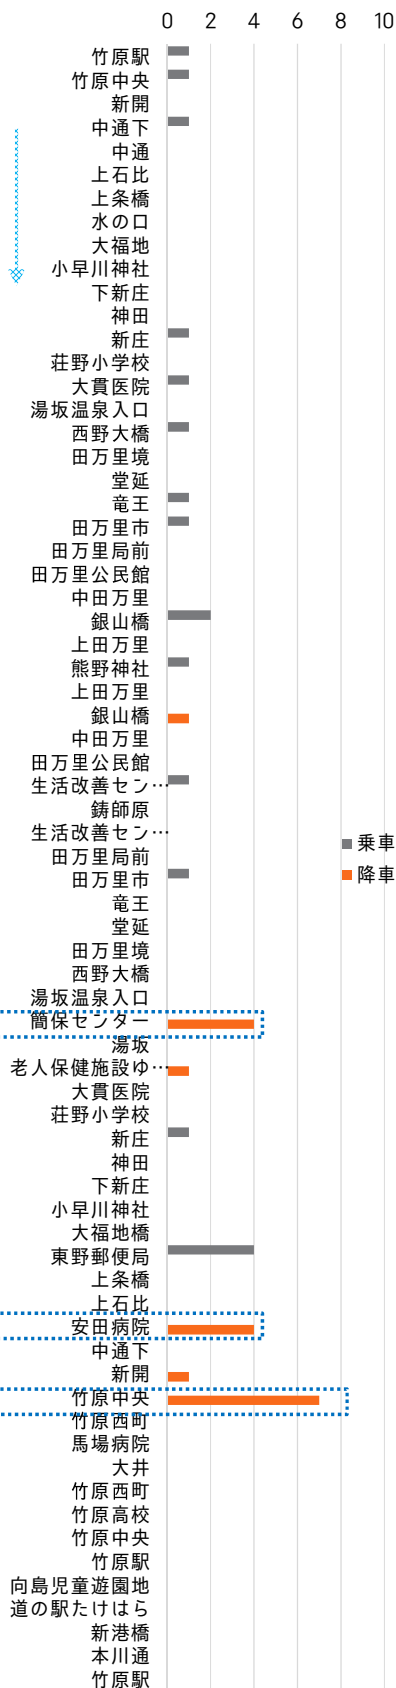 0 2 4 6 8 10
竹原駅
竹原中央
新開
中通下
中通
上石比
上条橋
水の口
大福地
小早川神社
下新庄
神田
新庄
荘野小学校
大貫医院
湯坂温泉入口
西野大橋
田万里境
堂延
竜王
田万里市
田万里局前
田万里公民館
中田万里
銀山橋
上田万里
熊野神社
上田万里
銀山橋
中田万里
田万里公民館
生活改善セン…
鋳師原
生活改善セン…
乗車
田万里局前
降車
田万里市
竜王
堂延
田万里境
西野大橋
湯坂温泉入口
簡保センター
湯坂
老人保健施設ゆ…
大貫医院
荘野小学校
新庄
神田
下新庄
小早川神社
大福地橋
東野郵便局
上条橋
上石比
安田病院
中通下
新開
竹原中央
竹原西町
馬場病院
大井
竹原西町
竹原高校
竹原中央
竹原駅
向島児童遊園地
道の駅たけはら
新港橋
本川通
竹原駅